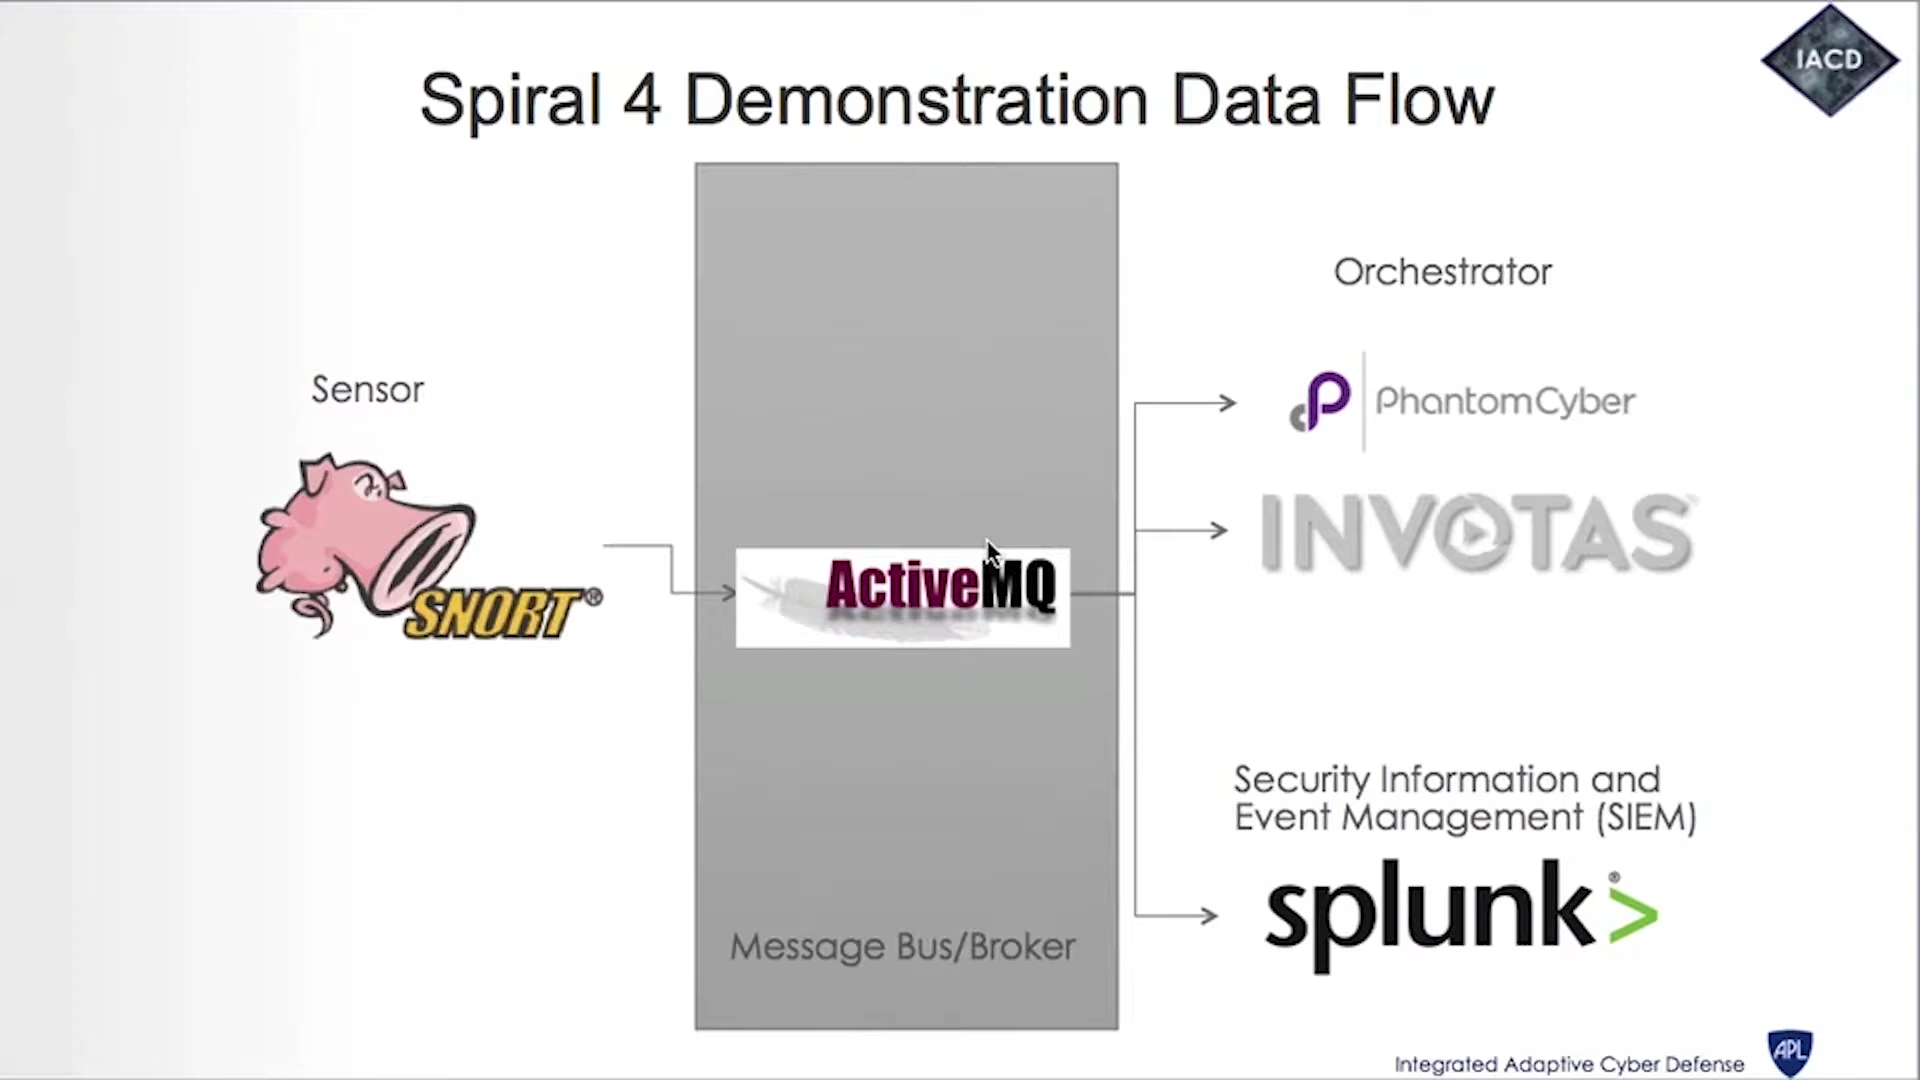 IACD
Spiral 4 Demonstration Data Flow
Orchestrator
Sensor
PhantomCyber
INVOTAS
SNORT®
ActiveMQ
Security Information and
Event Management (SIEM)
splunk>®
Message Bus/Broker
Integrated Adaptive Cyber Defense
APL